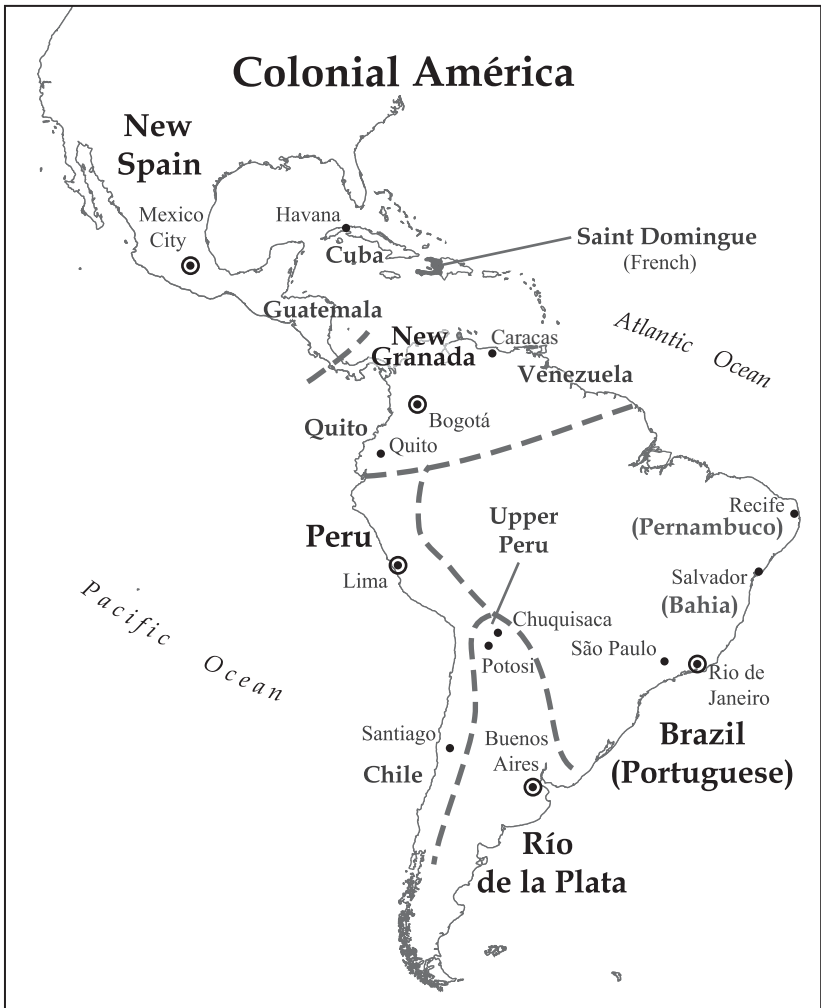 Colonial América
New
Spain
Mexico
City
Havana
Cuba
Saint Domingue
(French)
Guatemala
Atlantic Ocean
New
Granada
Caracas
Venezuela
Bogotá
Quito
Quito
Upper
Peru
Recife
(Pernambuco)
Peru
Lima
Salvador
(Bahia)
Pacific Ocean
Chuquisaca
Potosi
São Paulo
Rio de
Janeiro
Santiago
Chile
Buenos
Aires
Brazil
(Portuguese)
Río
de la Plata